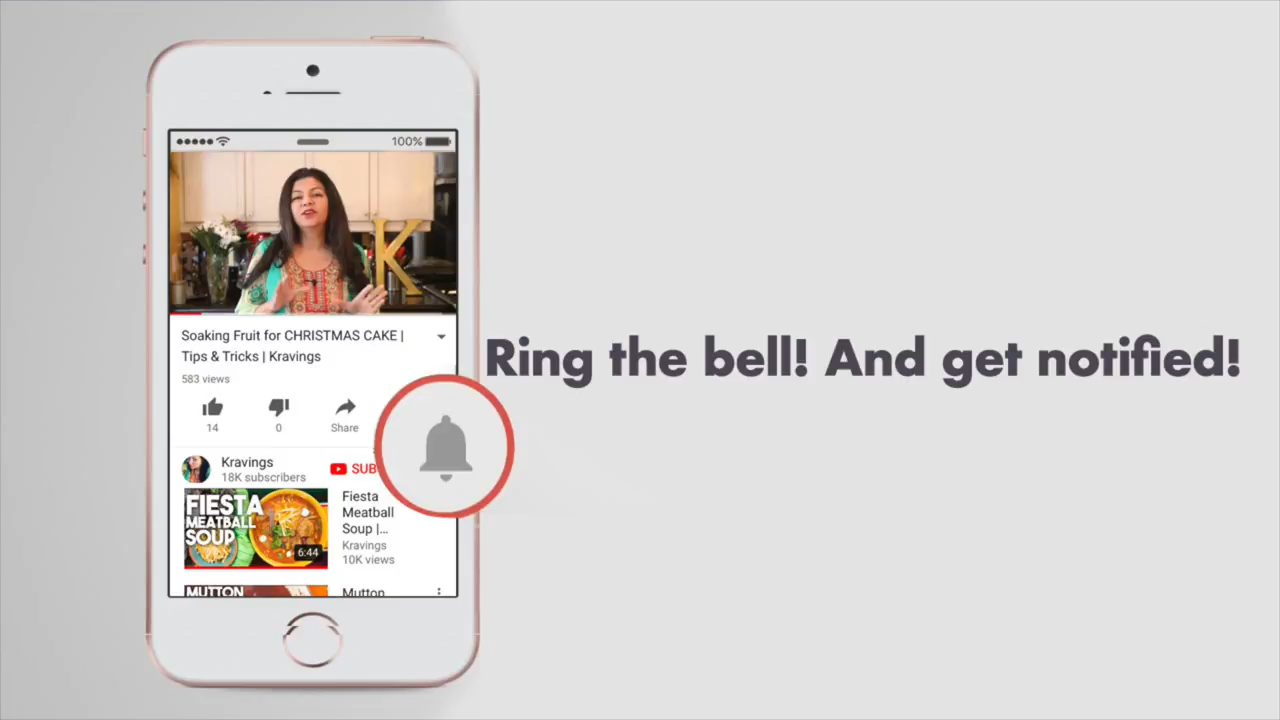 100%
K
Soaking Fruit for CHRISTMAS CAKE |
Tips & Tricks | Kravings
583 views
14
0
Share
Ring the bell! And get notified!
Kravings
18K subscribers
SUB
FIESTA
MEATBALL
SOUP
6:44
Fiesta
Meatball
Soup |...
Kravings
10K views
MUTTON
Mutton